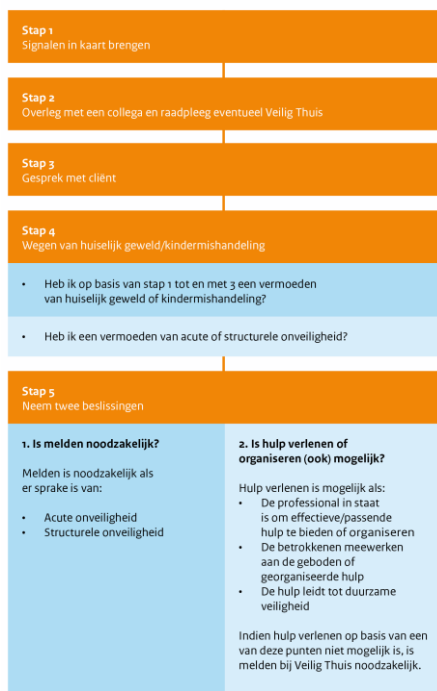 Stap 1
Signalen in kaart brengen
Stap 2
Overleg met een collega en raadpleeg eventueel Veilig Thuis
Stap 3
Gesprek met cliënt
Stap 4
Wegen van huiselijk geweld/kindermishandeling
• Heb ik op basis van stap 1 tot en met 3 een vermoeden
van huiselijk geweld of kindermishandeling?
• Heb ik een vermoeden van acute of structurele onveiligheid?
Stap 5
Neem twee beslissingen
1. Is melden noodzakelijk?
Melden is noodzakelijk als
er sprake is van:
• Acute onveiligheid
• Structurele onveiligheid
2. Is hulp verlenen of
organiseren (ook) mogelijk?
Hulp verlenen is mogelijk als:
• De professional in staat
is om effectieve/passende
hulp te bieden of organiseren
• De betrokkenen meewerken
aan de geboden of
georganiseerde hulp
• De hulp leidt tot duurzame
veiligheid
Indien hulp verlenen op basis van een
van deze punten niet mogelijk is, is
melden bij Veilig Thuis noodzakelijk.